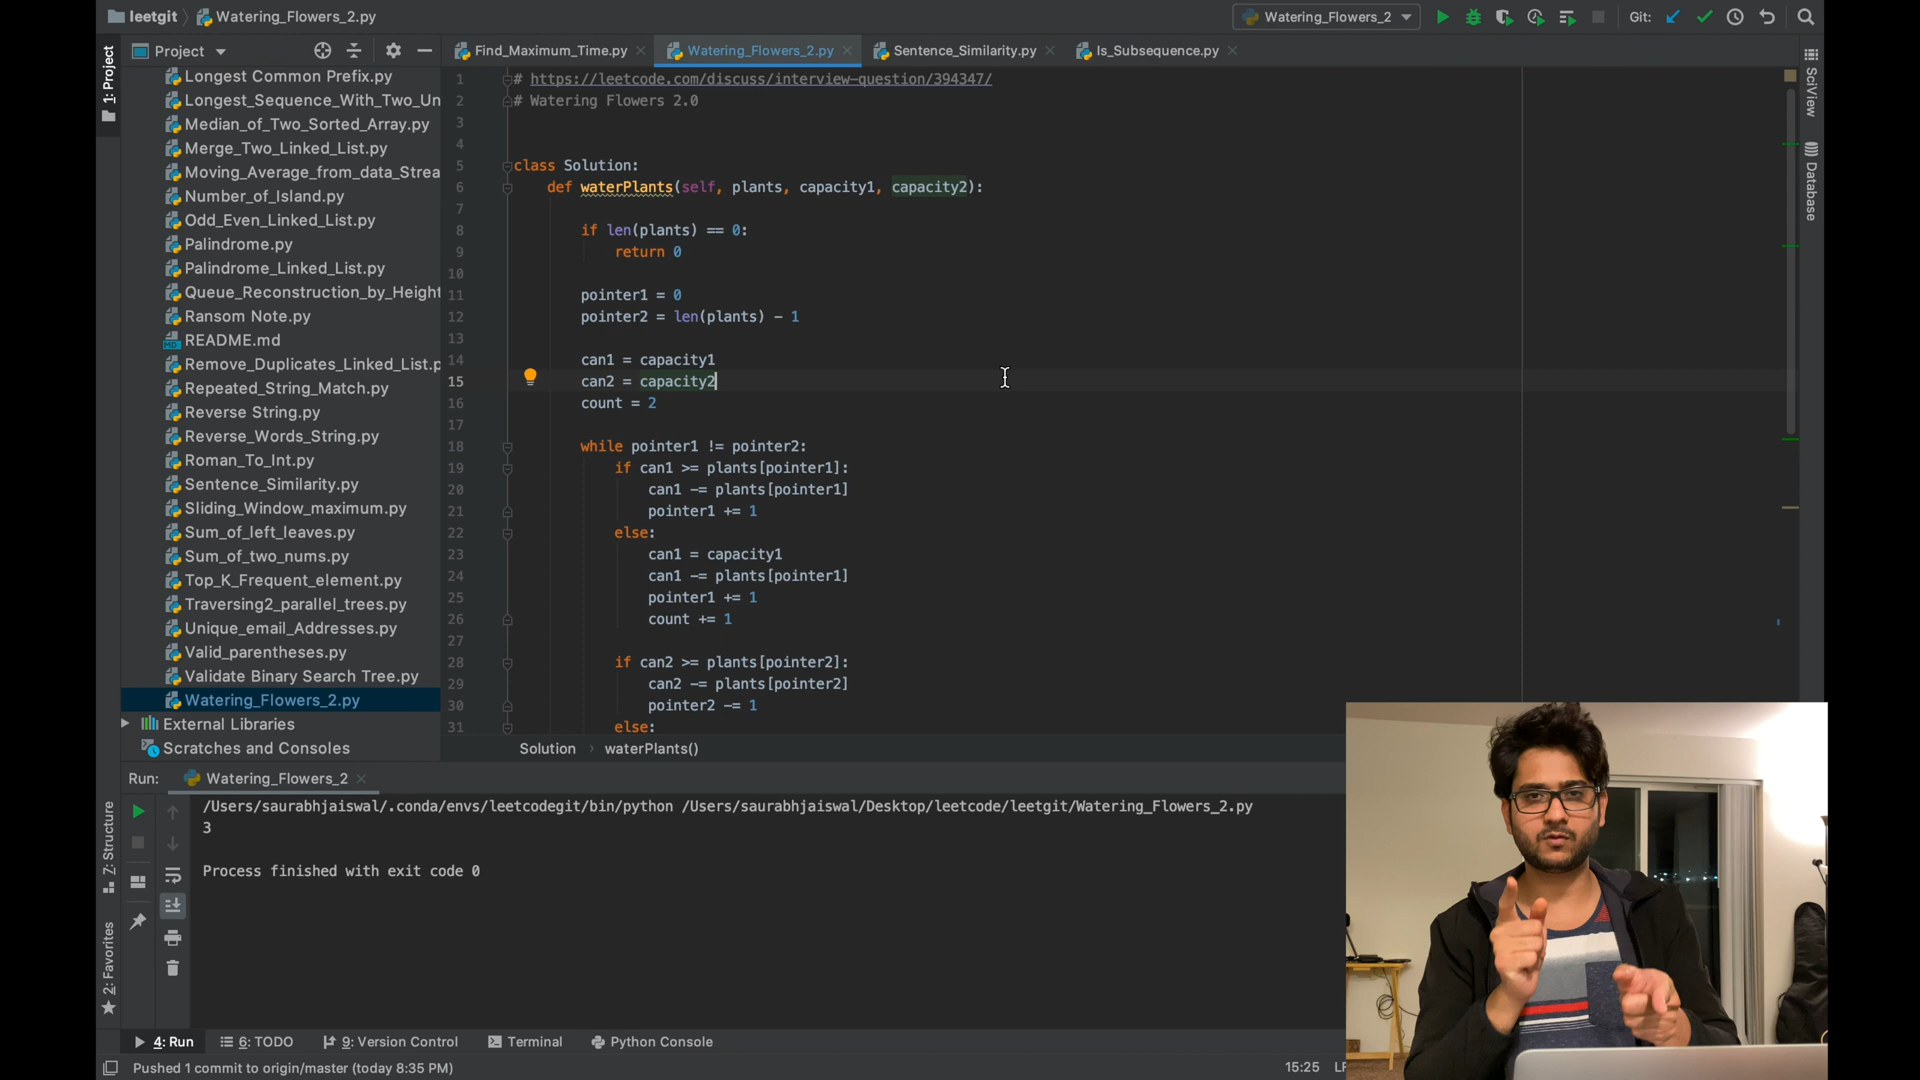 leetgit
Watering_Flowers_2.py
Watering_Flowers_2
Git:
1: Project
Project
Find_Maximum_Time.py
Watering_Flowers_2.py
Sentence_Similarity.py
Is_Subsequence.py
SciView
Database
Longest Common Prefix.py
Longest_Sequence_With_Two_Un
Median_of_Two_Sorted_Array.py
Merge_Two_Linked_List.py
Moving_Average_from_data_Strea
Number_of_Island.py
Odd_Even_Linked_List.py
Palindrome.py
Palindrome_Linked_List.py
Queue_Reconstruction_by_Height
Ransom Note.py
README.md
Remove_Duplicates_Linked_List.p
Repeated_String_Match.py
Reverse String.py
Reverse_Words_String.py
Roman_To_Int.py
Sentence_Similarity.py
Sliding_Window_maximum.py
Sum_of_left_leaves.py
Sum_of_two_nums.py
Top_K_Frequent_element.py
Traversing2_parallel_trees.py
Unique_email_Addresses.py
Valid_parentheses.py
Validate Binary Search Tree.py
Watering_Flowers_2.py
External Libraries
Scratches and Consoles
1 # https://leetcode.com/discuss/interview-question/394347/
2 # Watering Flowers 2.0
3
4
5 class Solution:
6 def waterPlants(self, plants, capacity1, capacity2):
7
8 if len(plants) == 0:
9 return 0
10
11 pointer1 = 0
12 pointer2 = len(plants) - 1
13
14 can1 = capacity1
15 can2 = capacity2
16 count = 2
17
18 while pointer1 != pointer2:
19 if can1 >= plants[pointer1]:
20 can1 -= plants[pointer1]
21 pointer1 += 1
22 else:
23 can1 = capacity1
24 can1 -= plants[pointer1]
25 pointer1 += 1
26 count += 1
27
28 if can2 >= plants[pointer2]:
29 can2 -= plants[pointer2]
30 pointer2 -= 1
31 else:
Solution › waterPlants()
Run:
Watering_Flowers_2
/Users/saurabhjaiswal/.conda/envs/leetcodegit/bin/python /Users/saurabhjaiswal/Desktop/leetcode/leetgit/Watering_Flowers_2.py
3
Process finished with exit code 0
Z: Structure
2: Favorites
4: Run
6: TODO
9: Version Control
Terminal
Python Console
Pushed 1 commit to origin/master (today 8:35 PM)
15:25